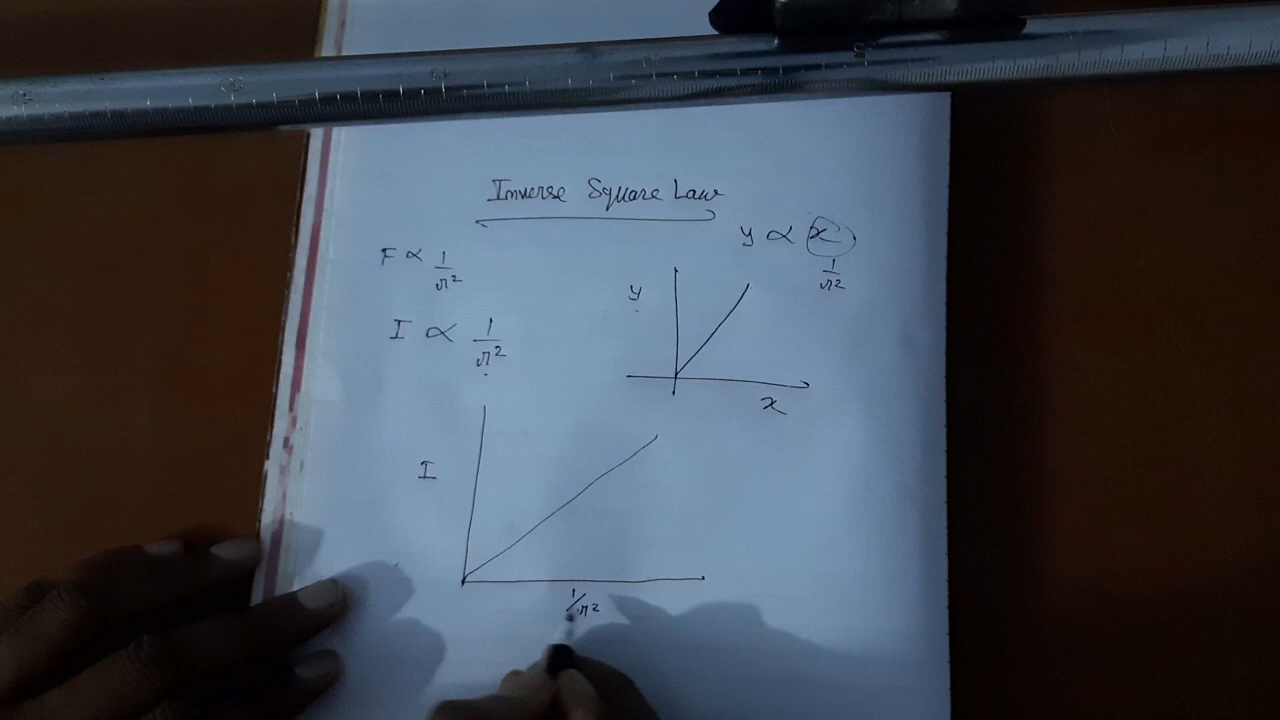 Inverse Square Law
F ∝ 1/r²
y ∝ x
1/r²
I ∝ 1/r²
y
x
I
1/r²